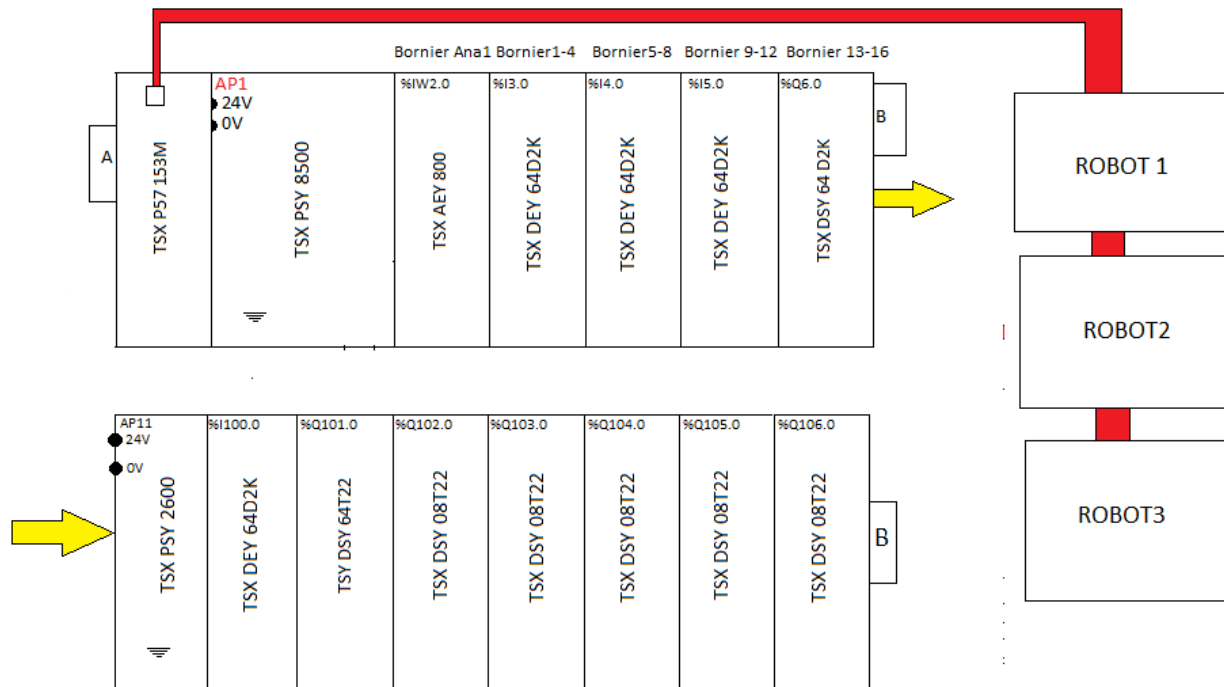 Bornier Ana1 Bornier1-4 Bornier5-8 Bornier 9-12 Bornier 13-16
AP1
24V
0V
%IW2.0
%I3.0
%I4.0
%I5.0
%Q6.0
A
B
TSX P57 153M
TSX PSY 8500
TSX AEY 800
TSX DEY 64D2K
TSX DEY 64D2K
TSX DEY 64D2K
TSX DSY 64 D2K
ROBOT 1
ROBOT2
ROBOT3
AP11
24V
0V
%I100.0
%Q101.0
%Q102.0
%Q103.0
%Q104.0
%Q105.0
%Q106.0
TSX PSY 2600
TSX DEY 64D2K
TSY DSY 64T22
TSX DSY 08T22
TSX DSY 08T22
TSX DSY 08T22
TSX DSY 08T22
TSX DSY 08T22
B